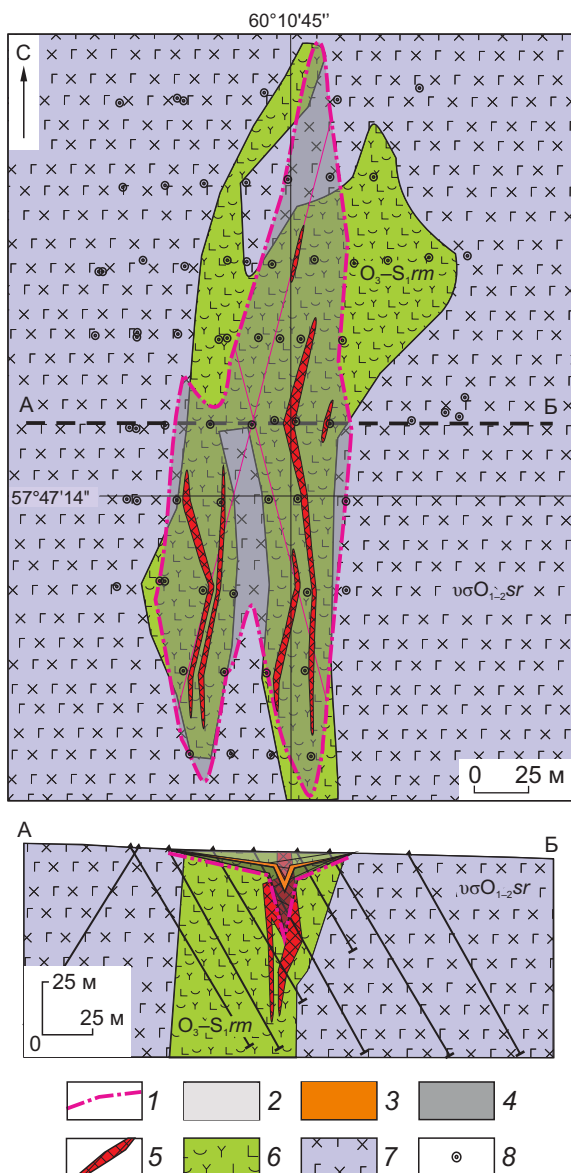 60°10'45''
С
O₃–S₁rm
А
Б
57°47'14"
υσO₁₋₂sr
0 25 м
А
Б
υσO₁₋₂sr
25 м
25 м
0
O₃–S₁rm
1 2 3 4
5 6 7 8